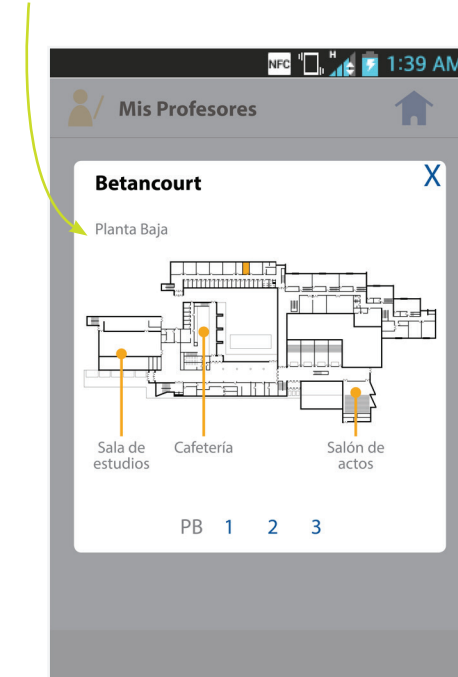 NFC H 1:39 AM
Mis Profesores
Betancourt X
Planta Baja
Sala de
estudios
Cafetería
Salón de
actos
PB 1 2 3